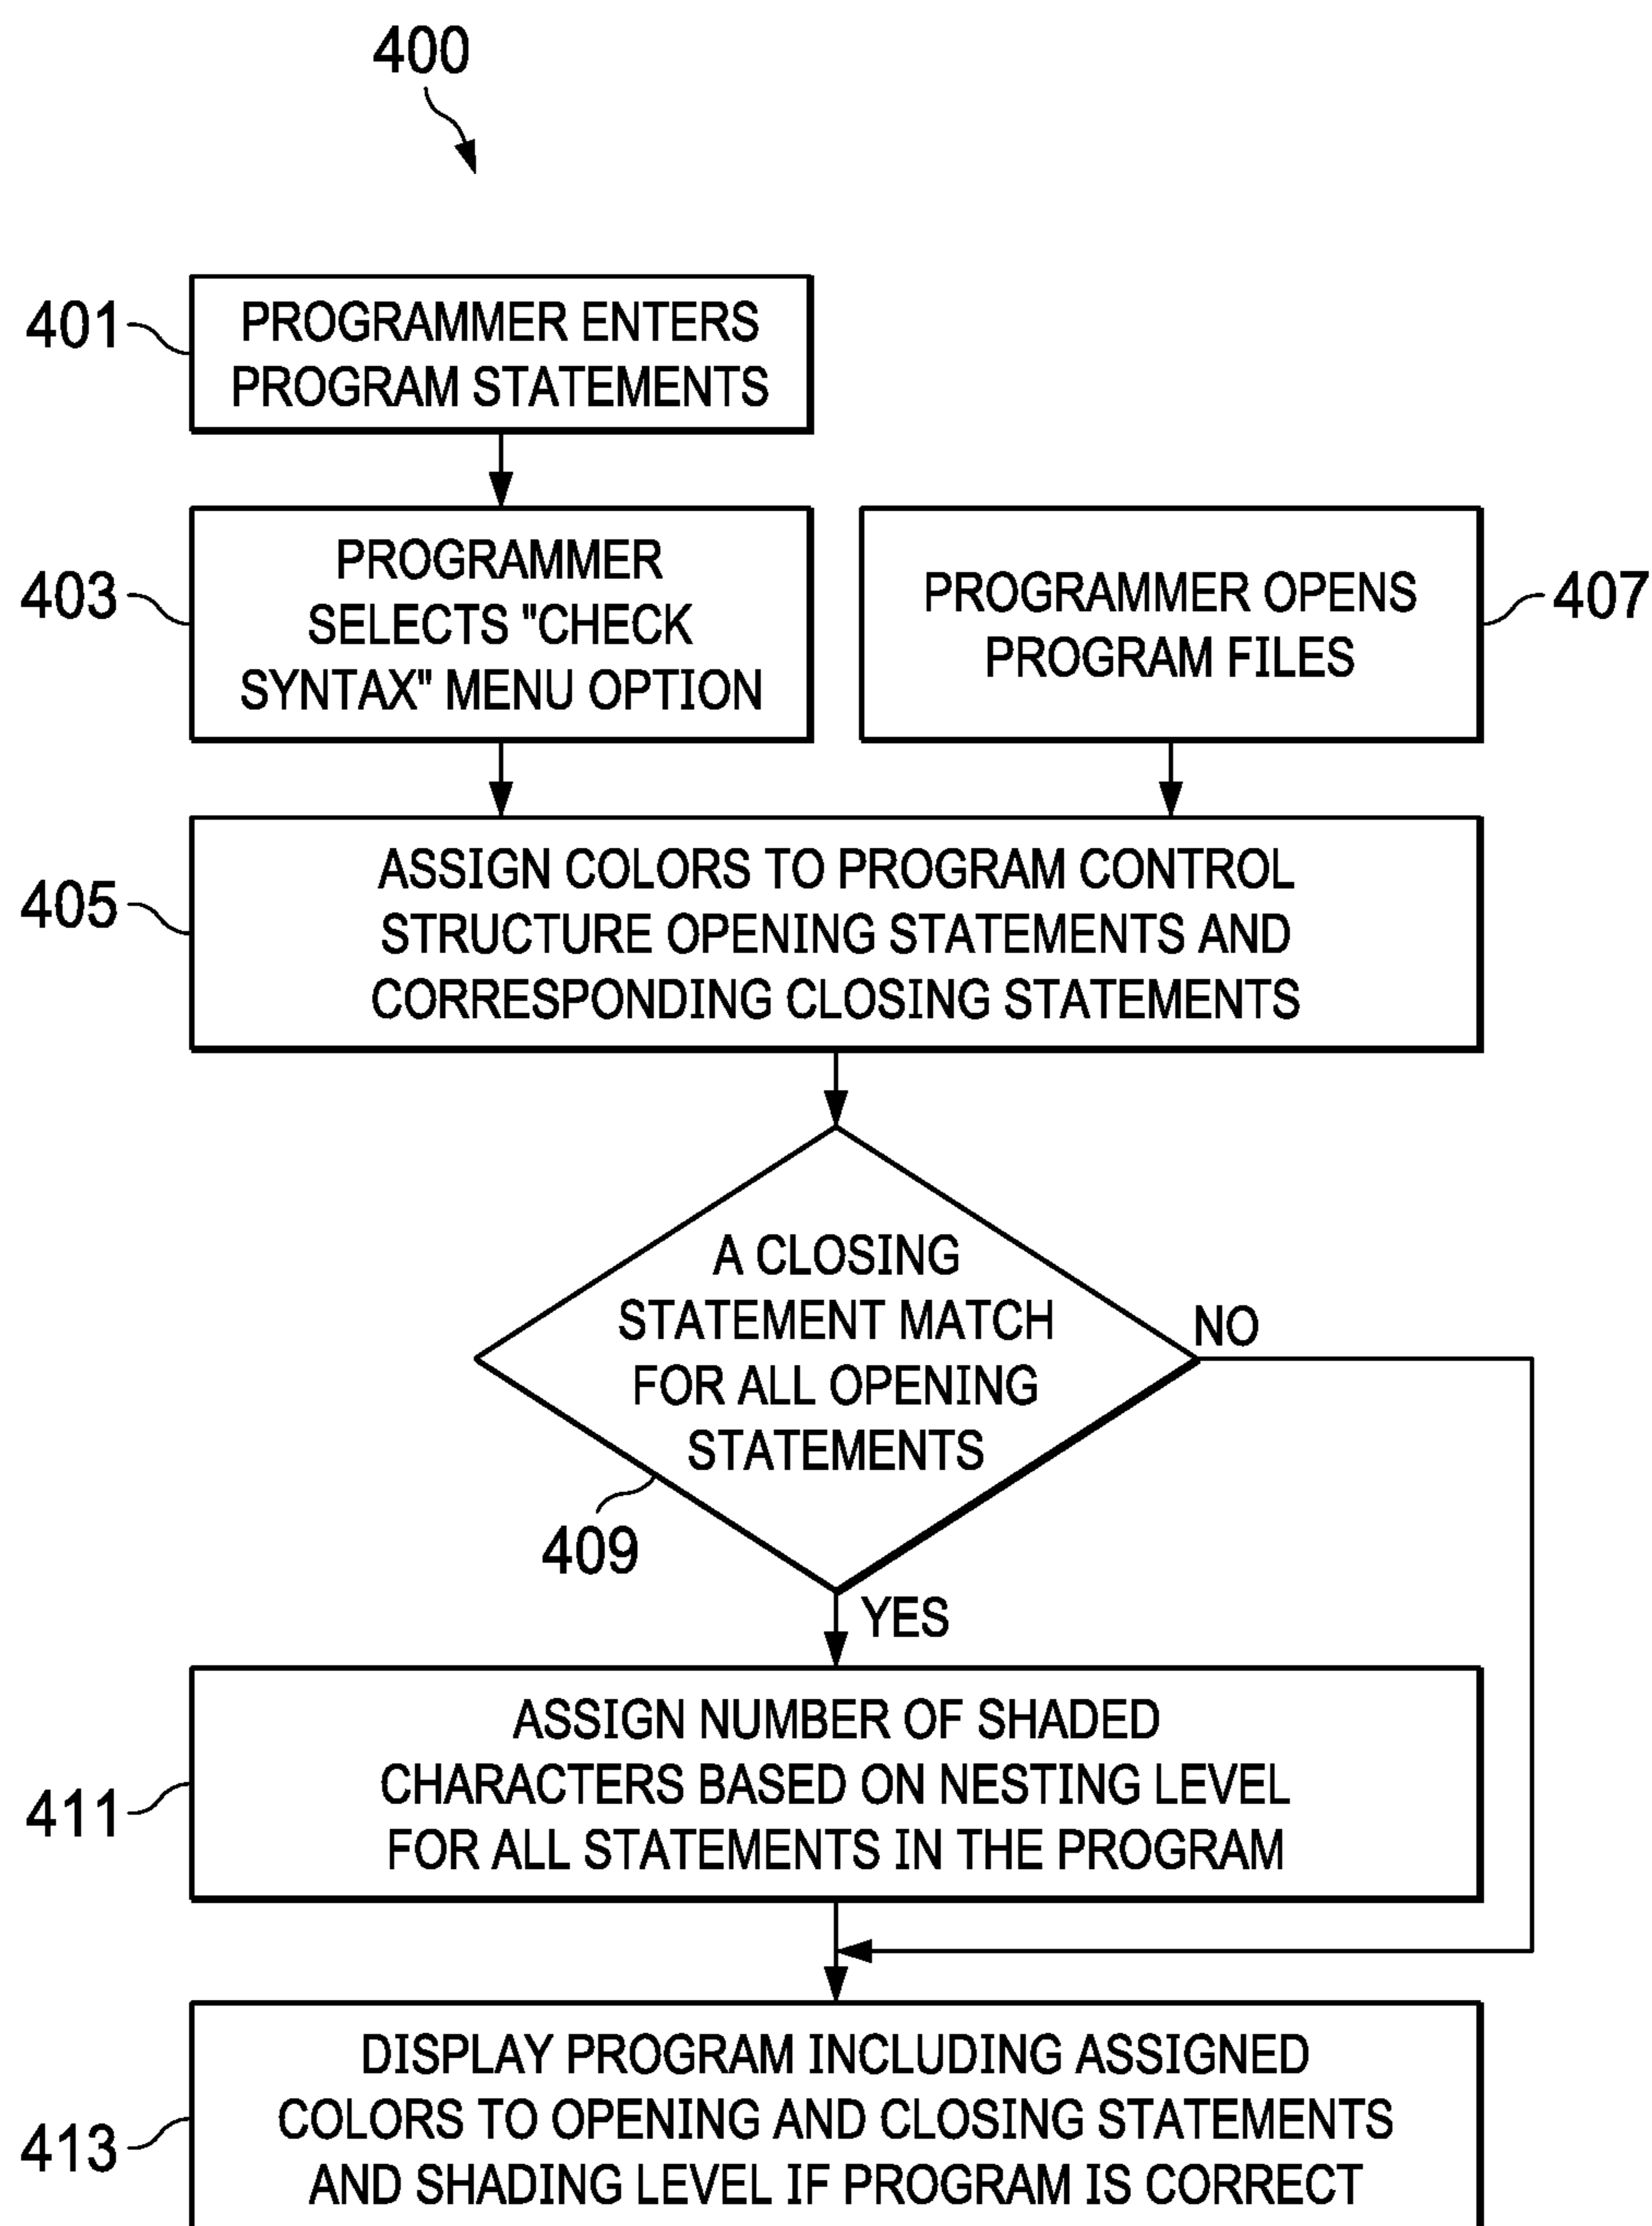 400
401
PROGRAMMER ENTERS
PROGRAM STATEMENTS
403
PROGRAMMER
SELECTS "CHECK
SYNTAX" MENU OPTION
PROGRAMMER OPENS
PROGRAM FILES
407
405
ASSIGN COLORS TO PROGRAM CONTROL
STRUCTURE OPENING STATEMENTS AND
CORRESPONDING CLOSING STATEMENTS
A CLOSING
STATEMENT MATCH
FOR ALL OPENING
STATEMENTS
NO
409
YES
411
ASSIGN NUMBER OF SHADED
CHARACTERS BASED ON NESTING LEVEL
FOR ALL STATEMENTS IN THE PROGRAM
413
DISPLAY PROGRAM INCLUDING ASSIGNED
COLORS TO OPENING AND CLOSING STATEMENTS
AND SHADING LEVEL IF PROGRAM IS CORRECT